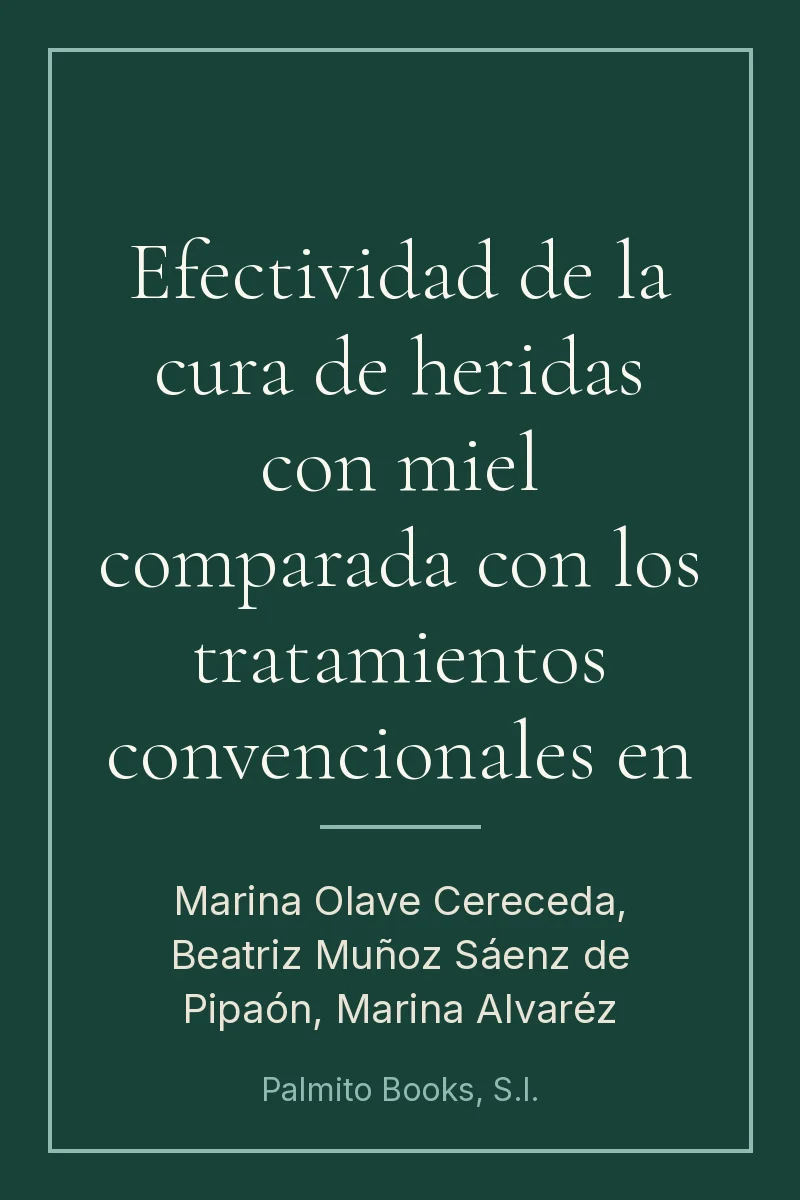 Efectividad de la
cura de heridas
con miel
comparada con los
tratamientos
convencionales en
Marina Olave Cereceda,
Beatriz Muñoz Sáenz de
Pipaón, Marina Alvaréz
Palmito Books, S.l.